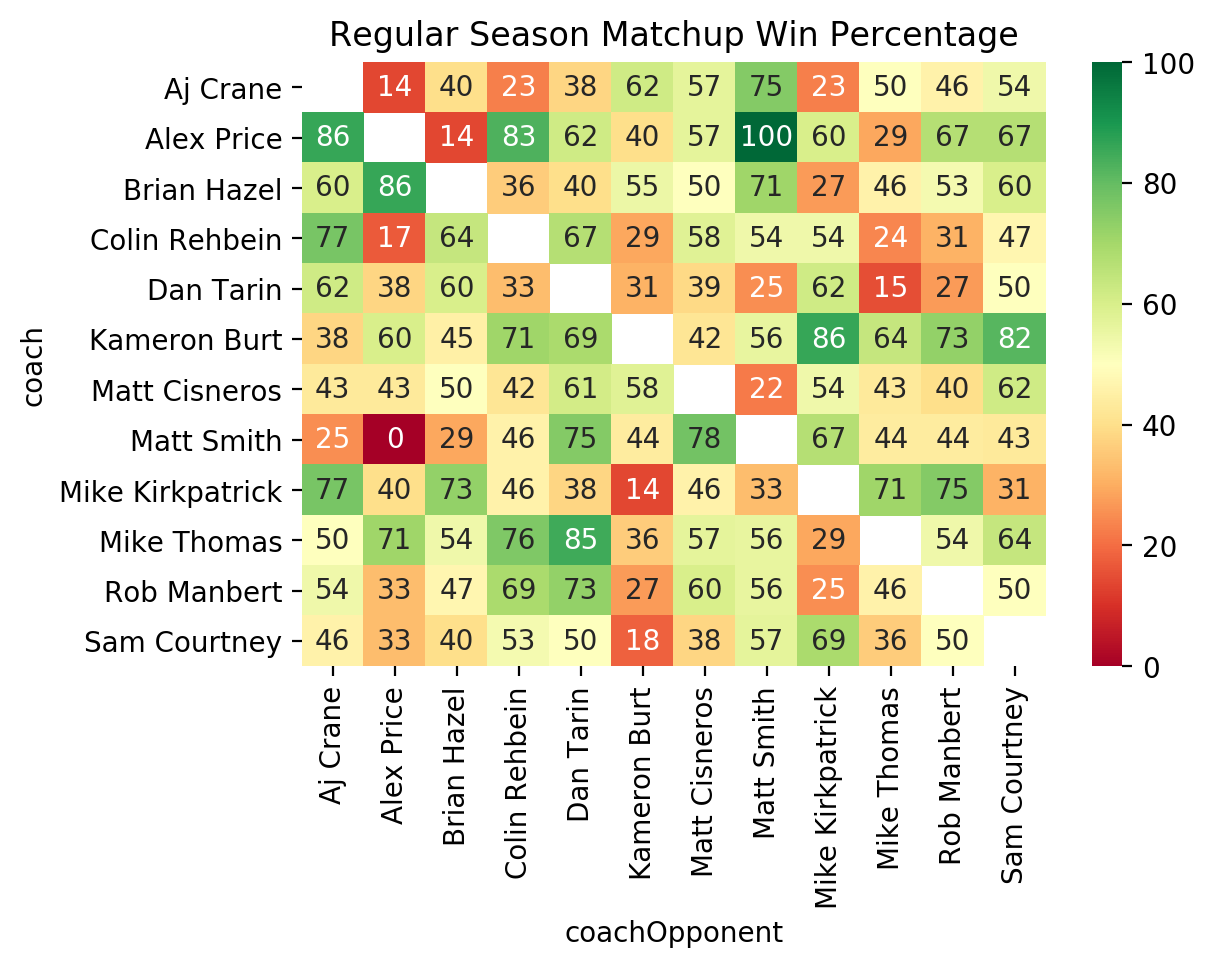 Regular Season Matchup Win Percentage
Aj Crane 14 40 23 38 62 57 75 23 50 46 54
Alex Price 86 14 83 62 40 57 100 60 29 67 67
Brian Hazel 60 86 36 40 55 50 71 27 46 53 60
Colin Rehbein 77 17 64 67 29 58 54 54 24 31 47
Dan Tarin 62 38 60 33 31 39 25 62 15 27 50
Kameron Burt 38 60 45 71 69 42 56 86 64 73 82
Matt Cisneros 43 43 50 42 61 58 22 54 43 40 62
Matt Smith 25 0 29 46 75 44 78 67 44 44 43
Mike Kirkpatrick 77 40 73 46 38 14 46 33 71 75 31
Mike Thomas 50 71 54 76 85 36 57 56 29 54 64
Rob Manbert 54 33 47 69 73 27 60 56 25 46 50
Sam Courtney 46 33 40 53 50 18 38 57 69 36 50
coach
Aj Crane
Alex Price
Brian Hazel
Colin Rehbein
Dan Tarin
Kameron Burt
Matt Cisneros
Matt Smith
Mike Kirkpatrick
Mike Thomas
Rob Manbert
Sam Courtney
coachOpponent
100
80
60
40
20
0